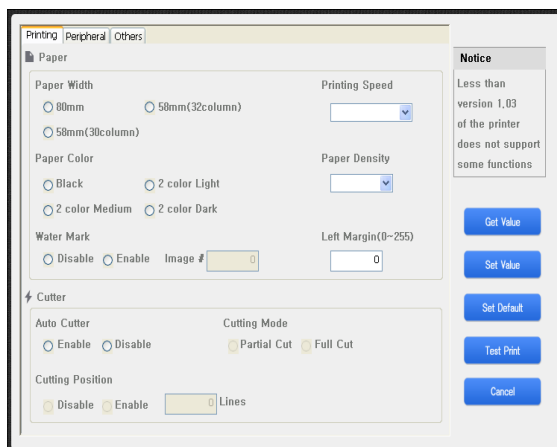 Printing Peripheral Others
Paper
Paper Width
Printing Speed
80mm 58mm(32column)
58mm(30column)
Paper Color
Paper Density
Black 2 color Light
2 color Medium 2 color Dark
Water Mark
Left Margin(0~255)
Disable Enable Image # 0
0
Cutter
Auto Cutter
Cutting Mode
Enable Disable
Partial Cut Full Cut
Cutting Position
Disable Enable 0 Lines
Notice
Less than
version 1,03
of the printer
does not support
some functions
Get Value
Set Value
Set Default
Test Print
Cancel